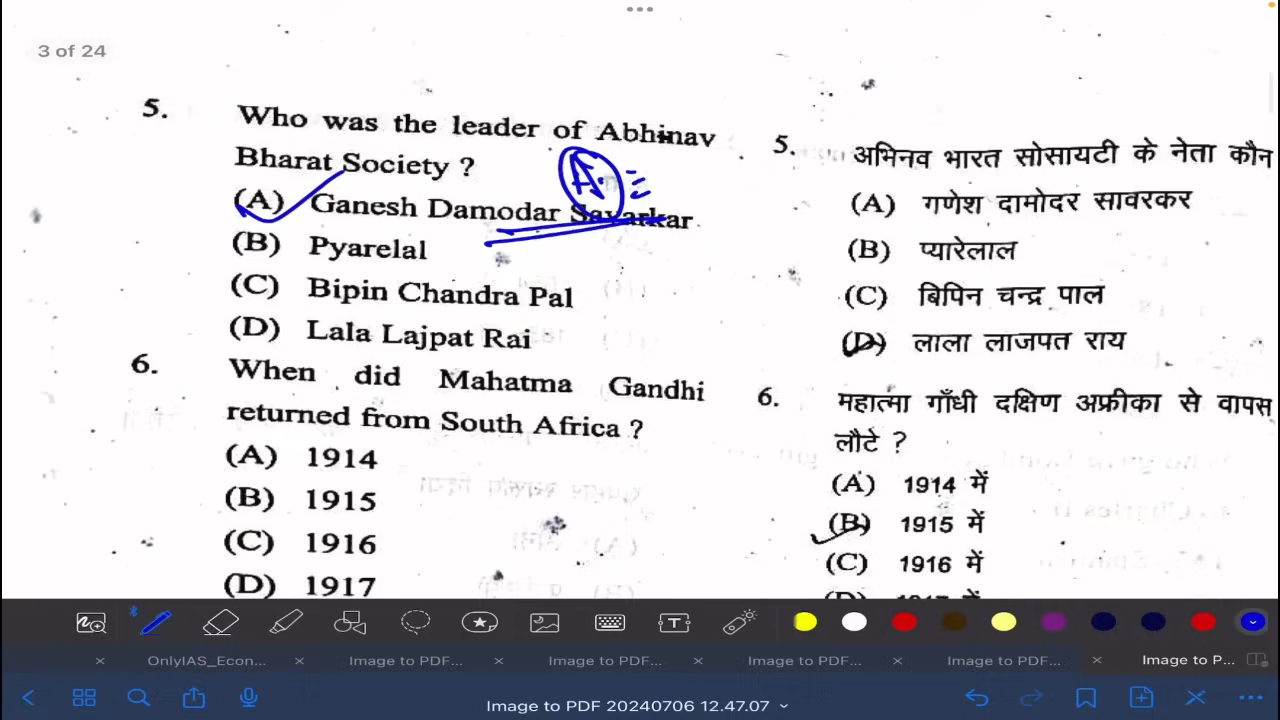 3 of 24
5. Who was the leader of Abhinav
Bharat Society ?
(A) Ganesh Damodar Savarkar
(B) Pyarelal
(C) Bipin Chandra Pal
(D) Lala Lajpat Rai
6. When did Mahatma Gandhi
returned from South Africa ?
(A) 1914
(B) 1915
(C) 1916
(D) 1917
5. अभिनव भारत सोसायटी के नेता कौन
(A) गणेश दामोदर सावरकर
(B) प्यारेलाल
(C) बिपिन चन्द्र पाल
(D) लाला लाजपत राय
6. महात्मा गाँधी दक्षिण अफ्रीका से वापस
लौटे ?
(A) 1914 में
(B) 1915 में
(C) 1916 में
OnlyIAS_Econ... Image to PDF... Image to PDF... Image to PDF... Image to PDF... Image to P...
Image to PDF 20240706 12.47.07